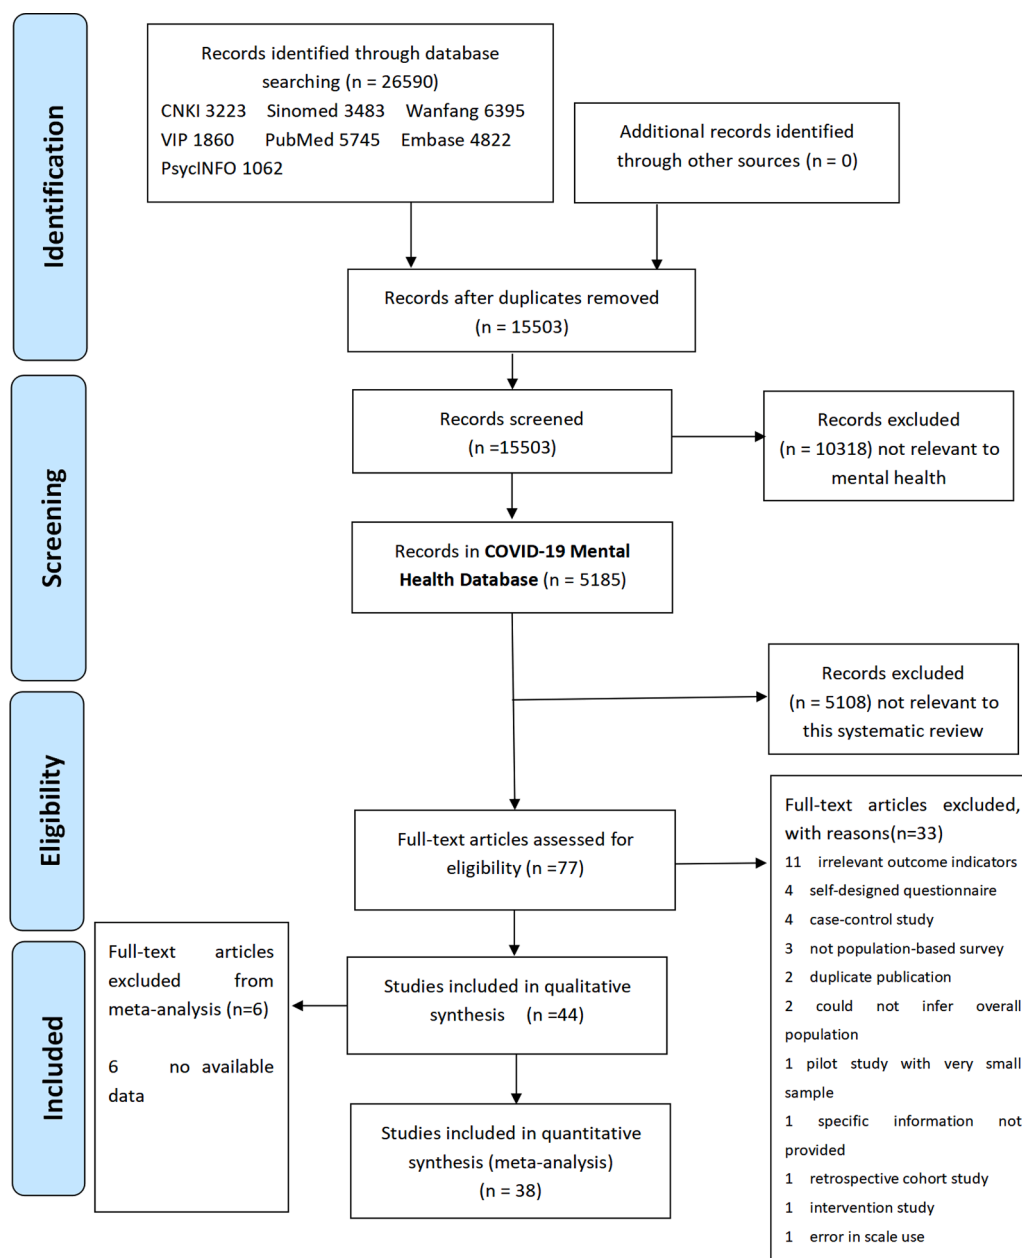 Identification
Records identified through database
searching (n = 26590)
CNKI 3223 Sinomed 3483 Wanfang 6395
VIP 1860 PubMed 5745 Embase 4822
PsycINFO 1062
Additional records identified
through other sources (n = 0)
Records after duplicates removed
(n = 15503)
Screening
Records screened
(n =15503)
Records excluded
(n = 10318) not relevant to
mental health
Records in COVID-19 Mental
Health Database (n = 5185)
Records excluded
(n = 5108) not relevant to
this systematic review
Eligibility
Full-text articles assessed for
eligibility (n =77)
Full-text articles excluded,
with reasons(n=33)
11 irrelevant outcome indicators
4 self-designed questionnaire
4 case-control study
3 not population-based survey
2 duplicate publication
2 could not infer overall
population
1 pilot study with very small
sample
1 specific information not
provided
1 retrospective cohort study
1 intervention study
1 error in scale use
Included
Full-text articles
excluded from
meta-analysis (n=6)
6 no available
data
Studies included in qualitative
synthesis (n =44)
Studies included in quantitative
synthesis (meta-analysis)
(n = 38)